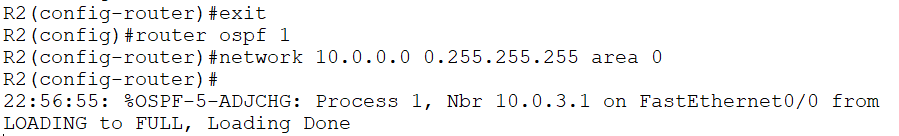 R2(config-router)#exit
R2(config)#router ospf 1
R2(config-router)#network 10.0.0.0 0.255.255.255 area 0
R2(config-router)#
22:56:55: %OSPF-5-ADJCHG: Process 1, Nbr 10.0.3.1 on FastEthernet0/0 from
LOADING to FULL, Loading Done